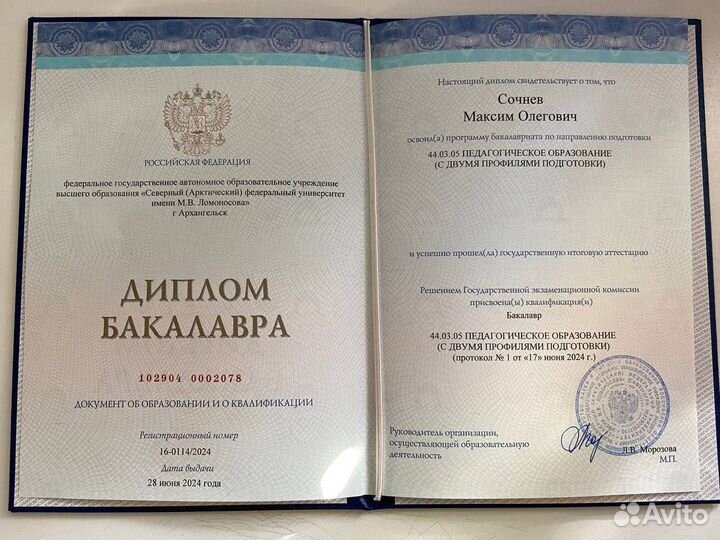 РОССИЙСКАЯ ФЕДЕРАЦИЯ
федеральное государственное автономное образовательное учреждение
высшего образования «Северный (Арктический) федеральный университет
имени М.В. Ломоносова»
г Архангельск
ДИПЛОМ
БАКАЛАВРА
102904 0002078
ДОКУМЕНТ ОБ ОБРАЗОВАНИИ И О КВАЛИФИКАЦИИ
Регистрационный номер
16-0114/2024
Дата выдачи
28 июня 2024 года
Настоящий диплом свидетельствует о том, что
Сочнев
Максим Олегович
освоил(а) программу бакалавриата по направлению подготовки
44.03.05 ПЕДАГОГИЧЕСКОЕ ОБРАЗОВАНИЕ
(С ДВУМЯ ПРОФИЛЯМИ ПОДГОТОВКИ)
и успешно прошел(ла) государственную итоговую аттестацию
Решением Государственной экзаменационной комиссии
присвоена(ы) квалификация(и)
Бакалавр
44.03.05 ПЕДАГОГИЧЕСКОЕ ОБРАЗОВАНИЕ
(С ДВУМЯ ПРОФИЛЯМИ ПОДГОТОВКИ)
(протокол № 1 от «17» июня 2024 г.)
Руководитель организации,
осуществляющей образовательную
деятельность
Л.В. Морозова
М.П.
Avito